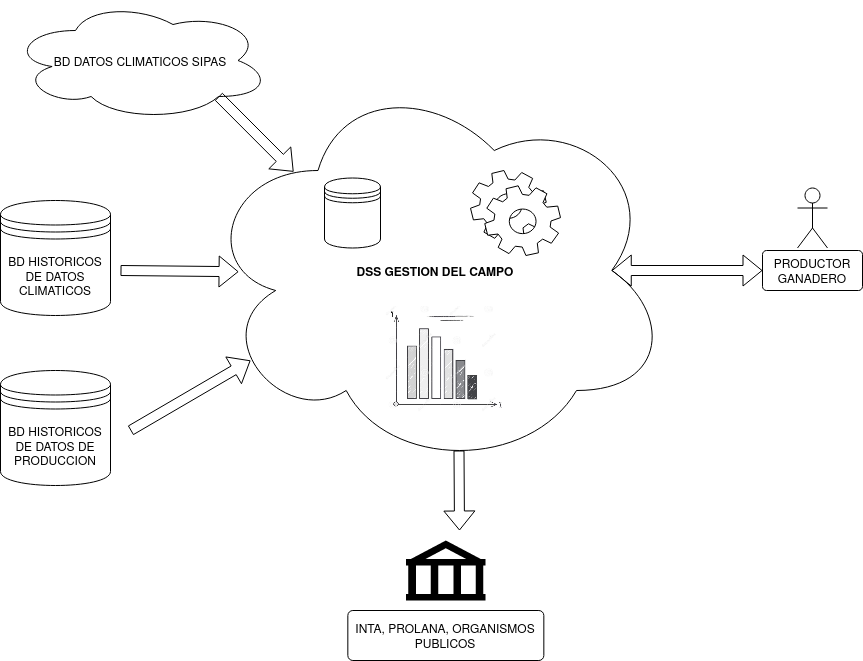 BD DATOS CLIMATICOS SIPAS
BD HISTORICOS
DE DATOS
CLIMATICOS
DSS GESTION DEL CAMPO
PRODUCTOR
GANADERO
BD HISTORICOS
DE DATOS DE
PRODUCCION
INTA, PROLANA, ORGANISMOS
PUBLICOS